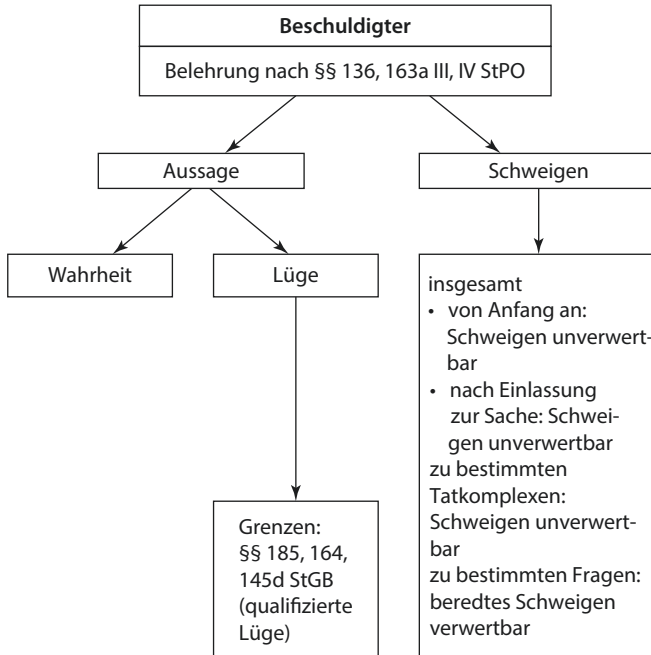 Beschuldigter
Belehrung nach §§ 136, 163a III, IV StPO
Aussage
Schweigen
Wahrheit
Lüge
insgesamt
• von Anfang an:
Schweigen unverwert-
bar
• nach Einlassung
zur Sache: Schwei-
gen unverwertbar
zu bestimmten
Tatkomplexen:
Schweigen unverwert-
bar
zu bestimmten Fragen:
beredtes Schweigen
verwertbar
Grenzen:
§§ 185, 164,
145d StGB
(qualifizierte
Lüge)